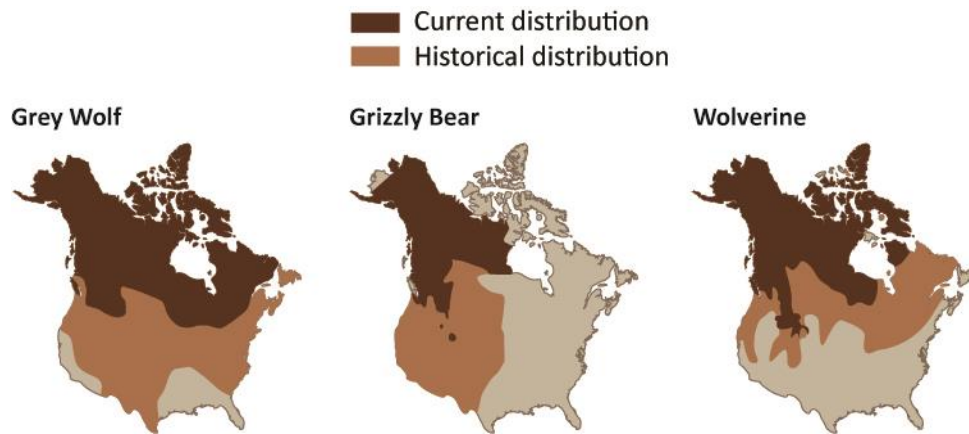 Current distribution
Historical distribution
Grey Wolf
Grizzly Bear
Wolverine